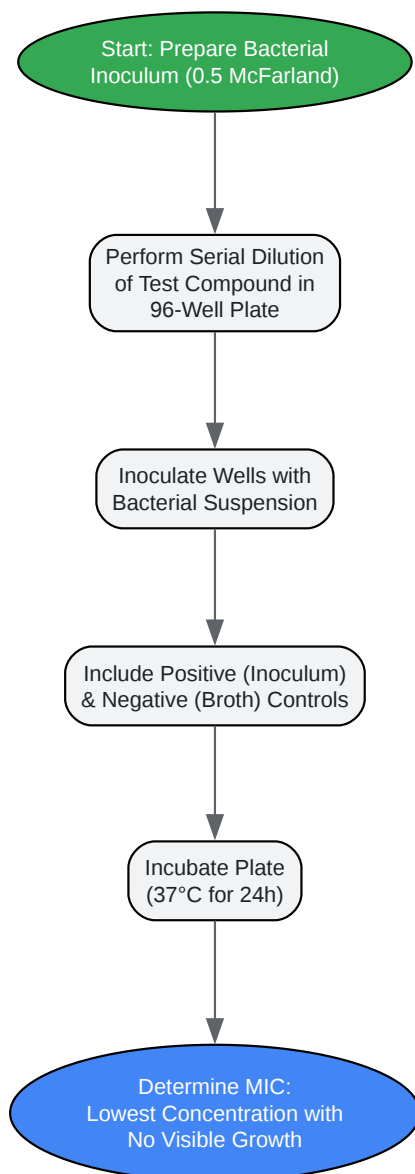 Start: Prepare Bacterial
Inoculum (0.5 McFarland)
Perform Serial Dilution
of Test Compound in
96-Well Plate
Inoculate Wells with
Bacterial Suspension
Include Positive (Inoculum)
& Negative (Broth) Controls
Incubate Plate
(37°C for 24h)
Determine MIC:
Lowest Concentration with
No Visible Growth